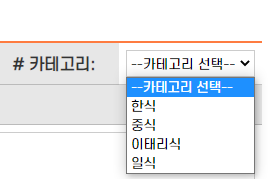 # 카테고리: --카테고리 선택--
--카테고리 선택--
한식
중식
이태리식
일식